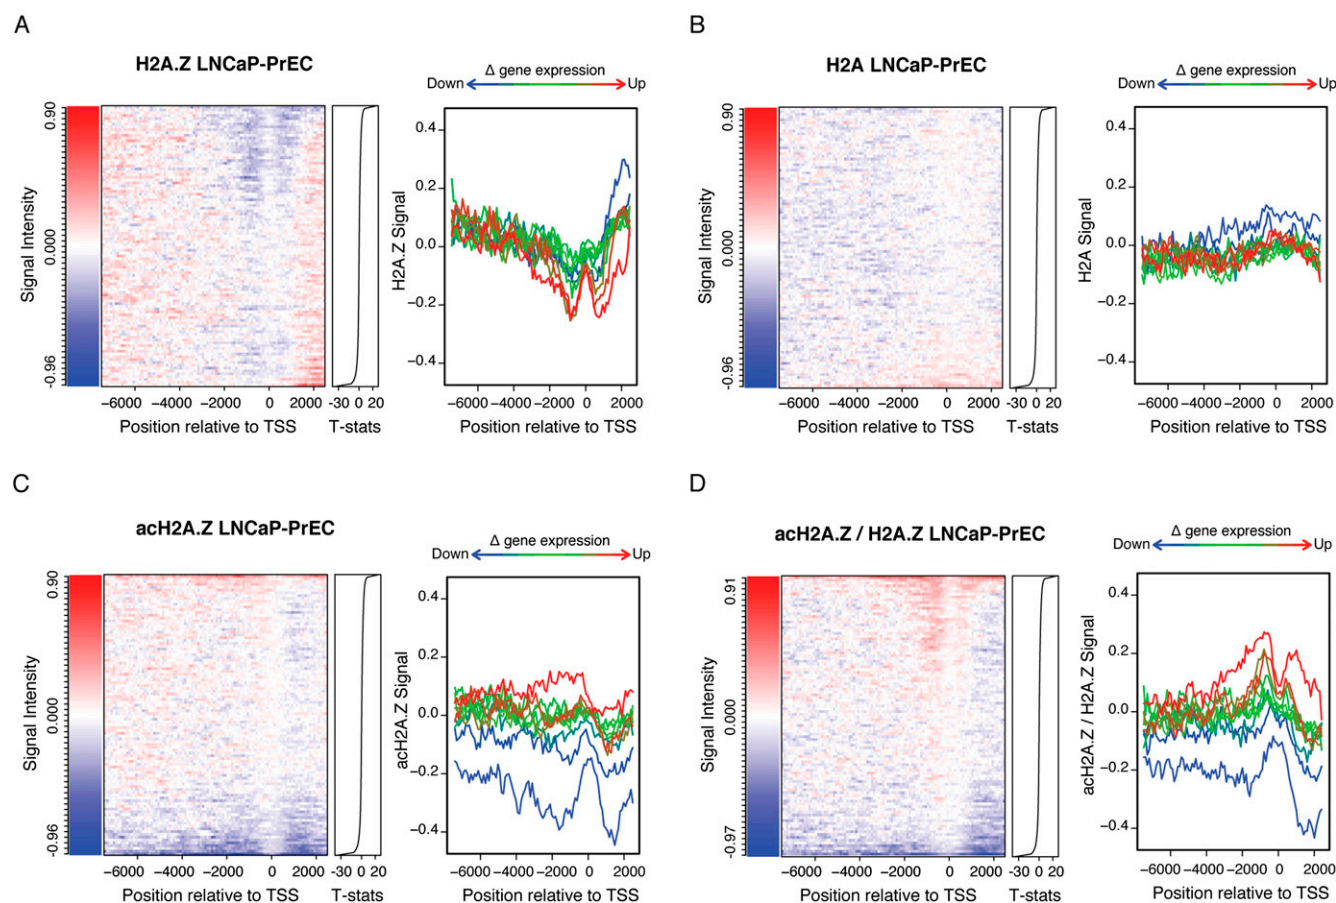 A
H2A.Z LNCaP-PrEC
Δ gene expression
Down
Up
Signal Intensity
0.90
0.000
-0.96
−6000 −4000 −2000 0 2000
Position relative to TSS
-30 0 20
T-stats
H2A.Z Signal
0.4
0.2
0.0
−0.2
−0.4
−6000 −4000 −2000 0 2000
Position relative to TSS
B
H2A LNCaP-PrEC
Δ gene expression
Down
Up
Signal Intensity
0.90
0.000
-0.96
−6000 −4000 −2000 0 2000
Position relative to TSS
-30 0 20
T-stats
H2A Signal
0.4
0.2
0.0
−0.2
−0.4
−6000 −4000 −2000 0 2000
Position relative to TSS
C
acH2A.Z LNCaP-PrEC
Δ gene expression
Down
Up
Signal Intensity
0.90
0.000
-0.96
−6000 −4000 −2000 0 2000
Position relative to TSS
-30 0 20
T-stats
acH2A.Z Signal
0.4
0.2
0.0
−0.2
−0.4
−6000 −4000 −2000 0 2000
Position relative to TSS
D
acH2A.Z / H2A.Z LNCaP-PrEC
Δ gene expression
Down
Up
Signal Intensity
0.91
0.000
-0.97
−6000 −4000 −2000 0 2000
Position relative to TSS
-30 0 20
T-stats
acH2A.Z / H2A.Z Signal
0.4
0.2
0.0
−0.2
−0.4
−6000 −4000 −2000 0 2000
Position relative to TSS